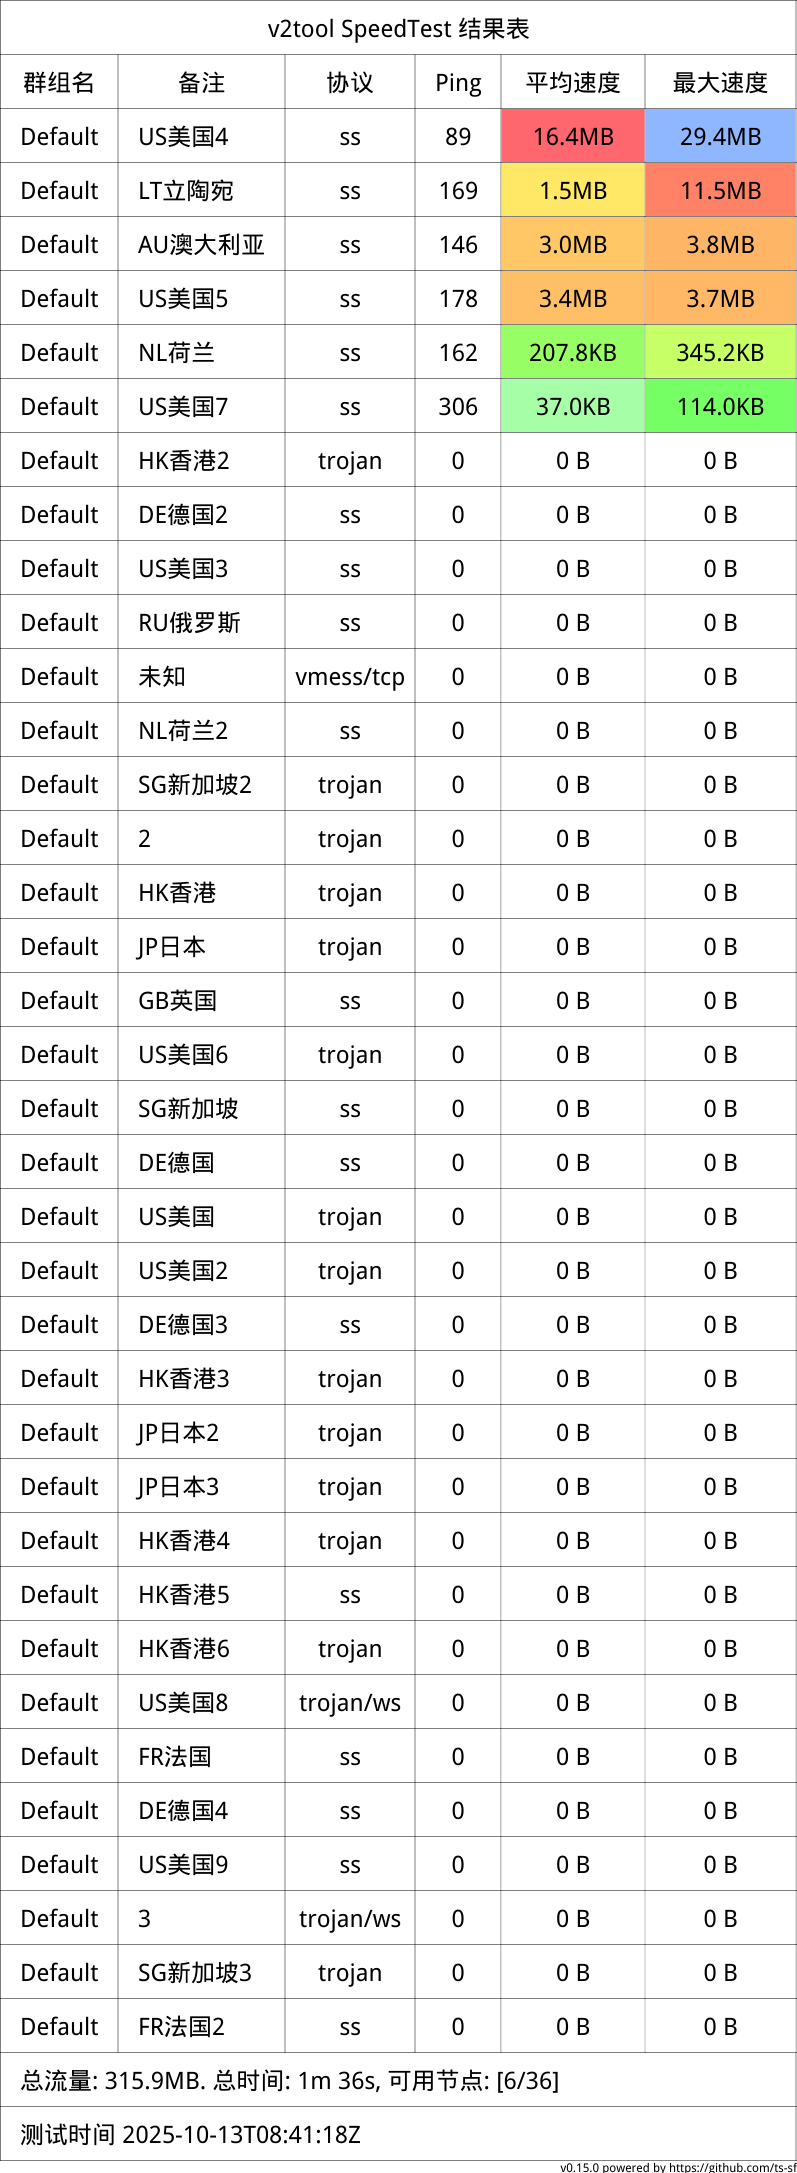 v2tool SpeedTest 结果表
群组名 备注 协议 Ping 平均速度 最大速度
Default US美国4 ss 89 16.4MB 29.4MB
Default LT立陶宛 ss 169 1.5MB 11.5MB
Default AU澳大利亚 ss 146 3.0MB 3.8MB
Default US美国5 ss 178 3.4MB 3.7MB
Default NL荷兰 ss 162 207.8KB 345.2KB
Default US美国7 ss 306 37.0KB 114.0KB
Default HK香港2 trojan 0 0 B 0 B
Default DE德国2 ss 0 0 B 0 B
Default US美国3 ss 0 0 B 0 B
Default RU俄罗斯 ss 0 0 B 0 B
Default 未知 vmess/tcp 0 0 B 0 B
Default NL荷兰2 ss 0 0 B 0 B
Default SG新加坡2 trojan 0 0 B 0 B
Default 2 trojan 0 0 B 0 B
Default HK香港 trojan 0 0 B 0 B
Default JP日本 trojan 0 0 B 0 B
Default GB英国 ss 0 0 B 0 B
Default US美国6 trojan 0 0 B 0 B
Default SG新加坡 ss 0 0 B 0 B
Default DE德国 ss 0 0 B 0 B
Default US美国 trojan 0 0 B 0 B
Default US美国2 trojan 0 0 B 0 B
Default DE德国3 ss 0 0 B 0 B
Default HK香港3 trojan 0 0 B 0 B
Default JP日本2 trojan 0 0 B 0 B
Default JP日本3 trojan 0 0 B 0 B
Default HK香港4 trojan 0 0 B 0 B
Default HK香港5 ss 0 0 B 0 B
Default HK香港6 trojan 0 0 B 0 B
Default US美国8 trojan/ws 0 0 B 0 B
Default FR法国 ss 0 0 B 0 B
Default DE德国4 ss 0 0 B 0 B
Default US美国9 ss 0 0 B 0 B
Default 3 trojan/ws 0 0 B 0 B
Default SG新加坡3 trojan 0 0 B 0 B
Default FR法国2 ss 0 0 B 0 B
总流量: 315.9MB. 总时间: 1m 36s, 可用节点: [6/36]
测试时间 2025-10-13T08:41:18Z
v0.15.0 powered by https://github.com/ts-sf